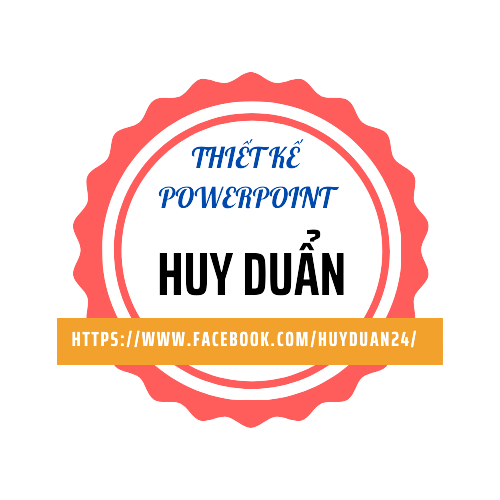 THIẾT KẾ
POWERPOINT
HUY DUẨN
HTTPS://WWW.FACEBOOK.COM/HUYDUAN24/